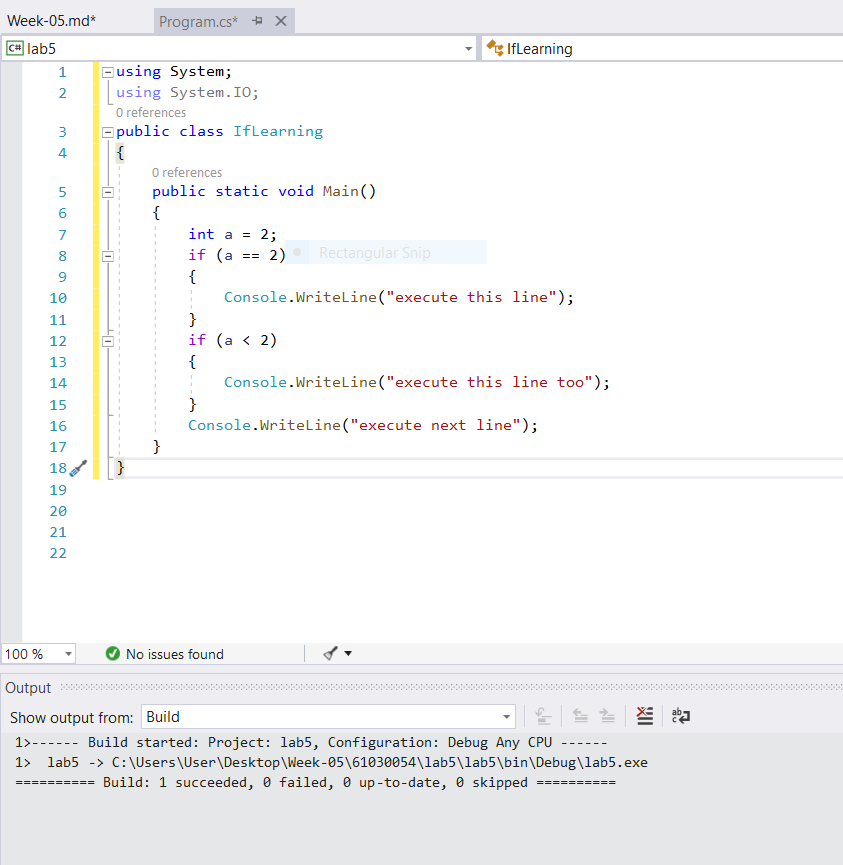 Week-05.md* Program.cs*
C# lab5 IfLearning
1 using System;
2 using System.IO;
0 references
3 public class IfLearning
4 {
0 references
5 public static void Main()
6 {
7 int a = 2;
8 if (a == 2)
Rectangular Snip
9 {
10 Console.WriteLine("execute this line");
11 }
12 if (a < 2)
13 {
14 Console.WriteLine("execute this line too");
15 }
16 Console.WriteLine("execute next line");
17 }
18 }
19
20
21
22
100 % No issues found
Output
Show output from: Build
1>------ Build started: Project: lab5, Configuration: Debug Any CPU ------
1> lab5 -> C:\Users\User\Desktop\Week-05\61030054\lab5\lab5\bin\Debug\lab5.exe
========== Build: 1 succeeded, 0 failed, 0 up-to-date, 0 skipped ==========